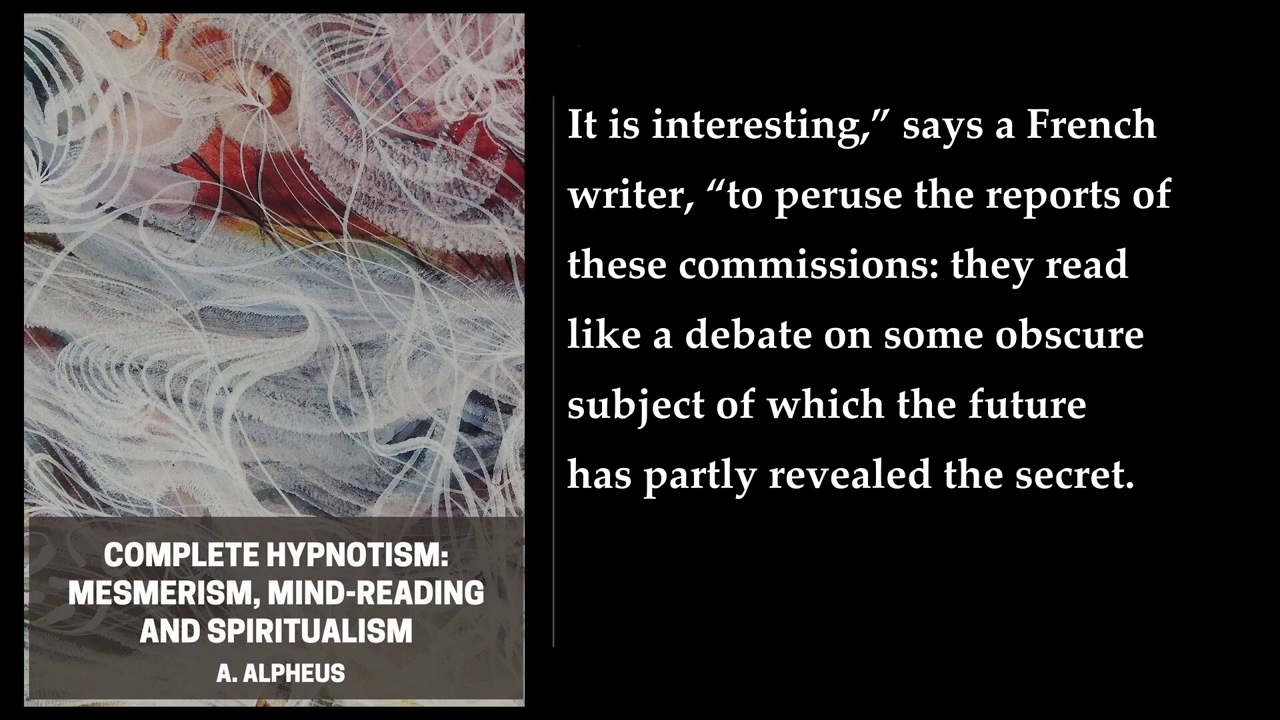 It is interesting,” says a French
writer, “to peruse the reports of
these commissions: they read
like a debate on some obscure
subject of which the future
has partly revealed the secret.
COMPLETE HYPNOTISM:
MESMERISM, MIND-READING
AND SPIRITUALISM
A. ALPHEUS